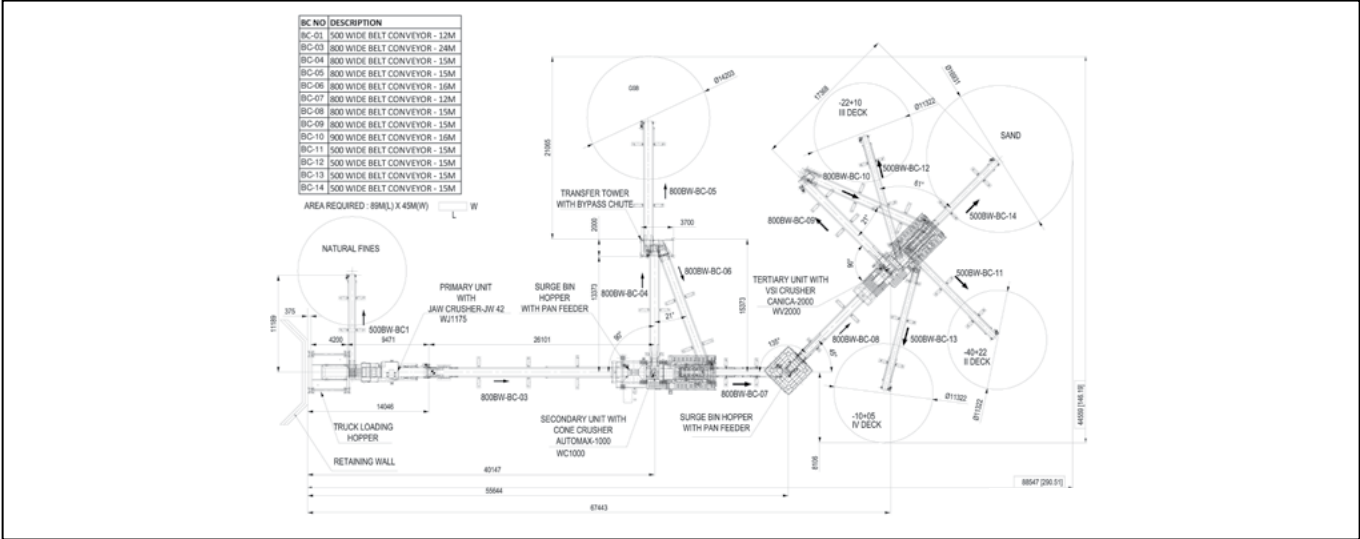 BC NO DESCRIPTION
BC-01 500 WIDE BELT CONVEYOR - 12M
BC-03 800 WIDE BELT CONVEYOR - 24M
BC-04 800 WIDE BELT CONVEYOR - 15M
BC-05 800 WIDE BELT CONVEYOR - 15M
BC-06 800 WIDE BELT CONVEYOR - 16M
BC-07 800 WIDE BELT CONVEYOR - 12M
BC-08 800 WIDE BELT CONVEYOR - 15M
BC-09 800 WIDE BELT CONVEYOR - 15M
BC-10 900 WIDE BELT CONVEYOR - 16M
BC-11 500 WIDE BELT CONVEYOR - 15M
BC-12 500 WIDE BELT CONVEYOR - 15M
BC-13 500 WIDE BELT CONVEYOR - 15M
BC-14 500 WIDE BELT CONVEYOR - 15M
AREA REQUIRED : 89M(L) X 45M(W)
W
L
NATURAL FINES
375
11189
500BW-BC1
4200
9471
26101
14046
PRIMARY UNIT
WITH
JAW CRUSHER-JW 42
WJ1175
TRUCK LOADING
HOPPER
RETAINING WALL
800BW-BC-03
SURGE BIN
HOPPER
WITH PAN FEEDER
SECONDARY UNIT WITH
CONE CRUSHER
AUTOMAX-1000
WC1000
TRANSFER TOWER
WITH BYPASS CHUTE
Ø14203
21065
2000
13373
3700
15373
800BW-BC-05
800BW-BC-04
800BW-BC-06
21°
90°
800BW-BC-07
SURGE BIN HOPPER
WITH PAN FEEDER
135°
45°
800BW-BC-08
TERTIARY UNIT WITH
VSI CRUSHER
CANICA-2000
WV2000
17369
-22+10
III DECK
Ø11322
SAND
800BW-BC-10
500BW-BC-12
800BW-BC-09
21°
61°
90°
500BW-BC-14
500BW-BC-11
500BW-BC-13
-40+22
II DECK
Ø11322
-10+05
IV DECK
Ø11322
8106
40147
55644
67443
88547 [290.51]